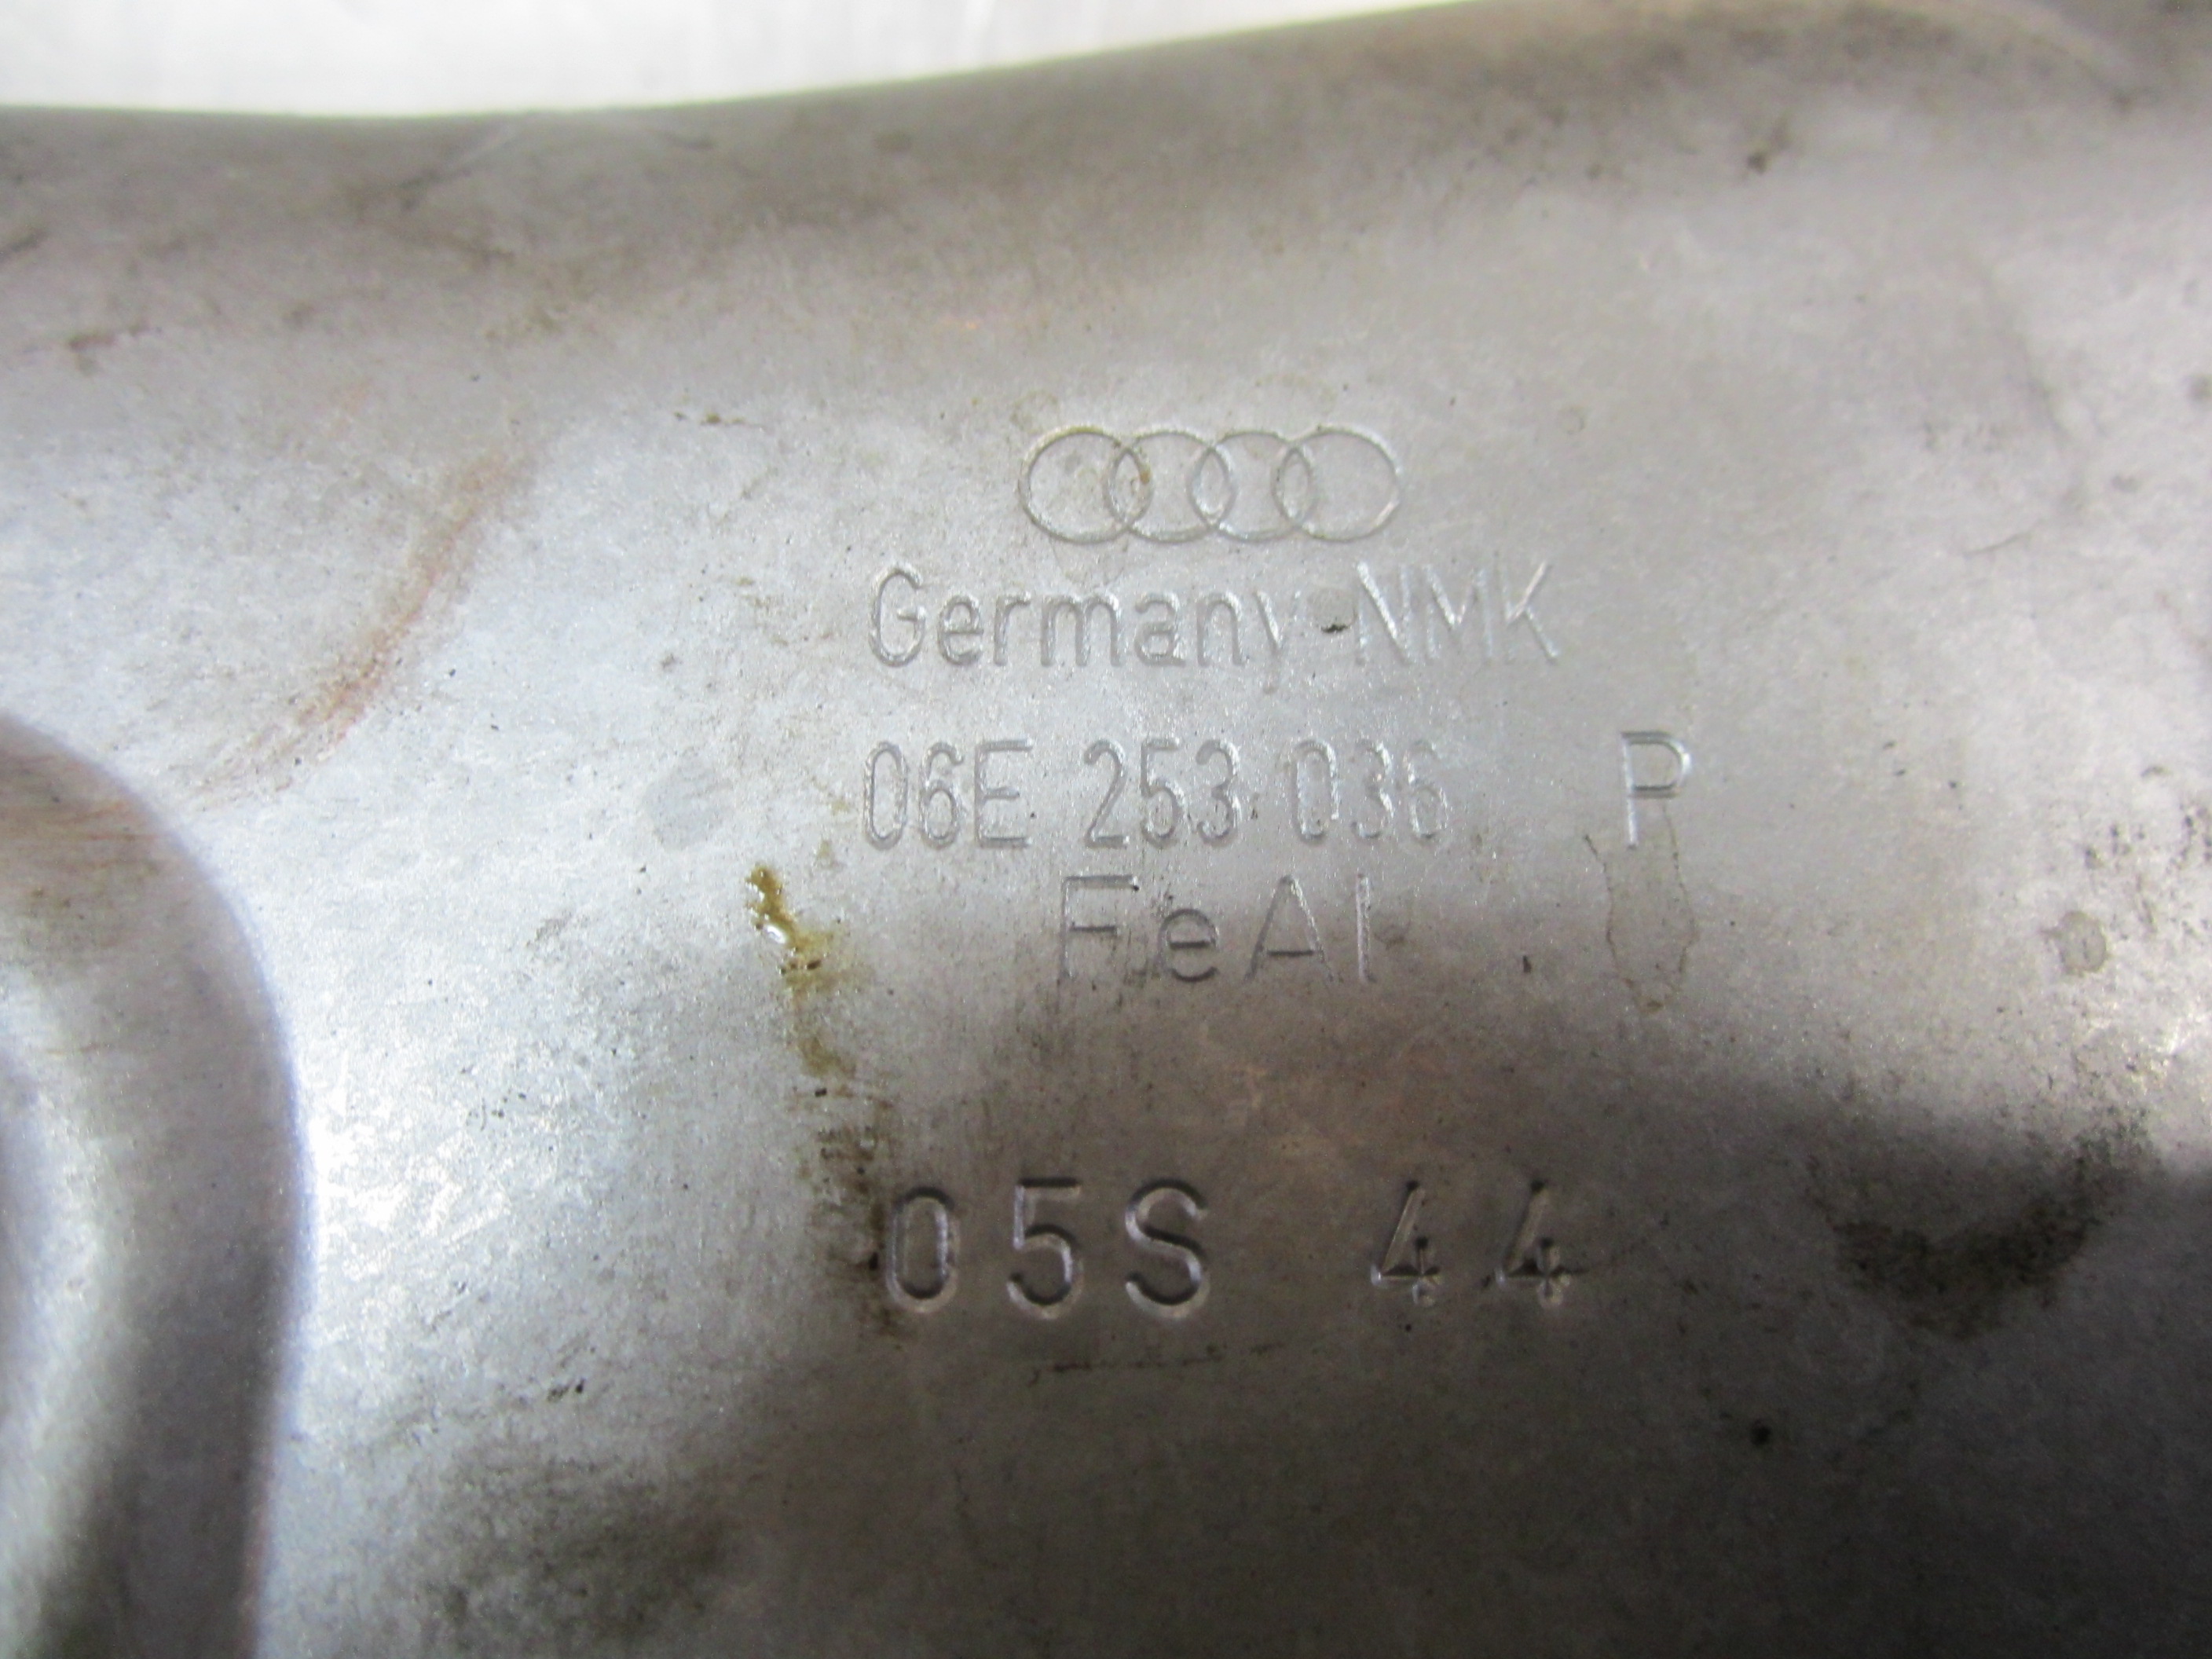 Germany-NMK
06E 253 036 P
FeAl
05S 44